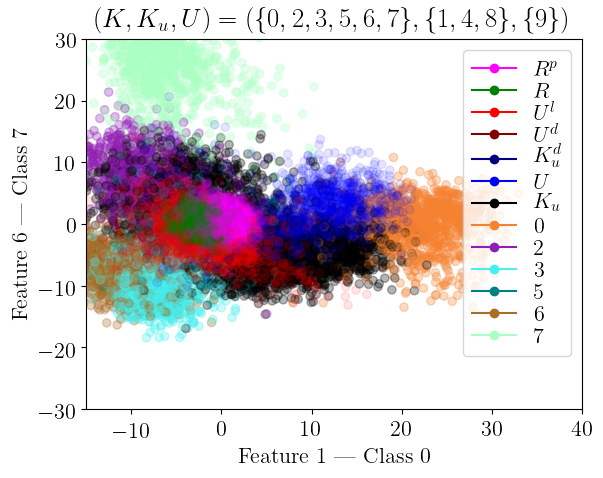 (K, K_u, U) = ({0, 2, 3, 5, 6, 7}, {1, 4, 8}, {9})
30
20
10
0
−10
−20
−30
Feature 6 — Class 7
R^p
R
U^l
U^d
K_u^d
U
K_u
0
2
3
5
6
7
−10
0
10
20
30
40
Feature 1 — Class 0